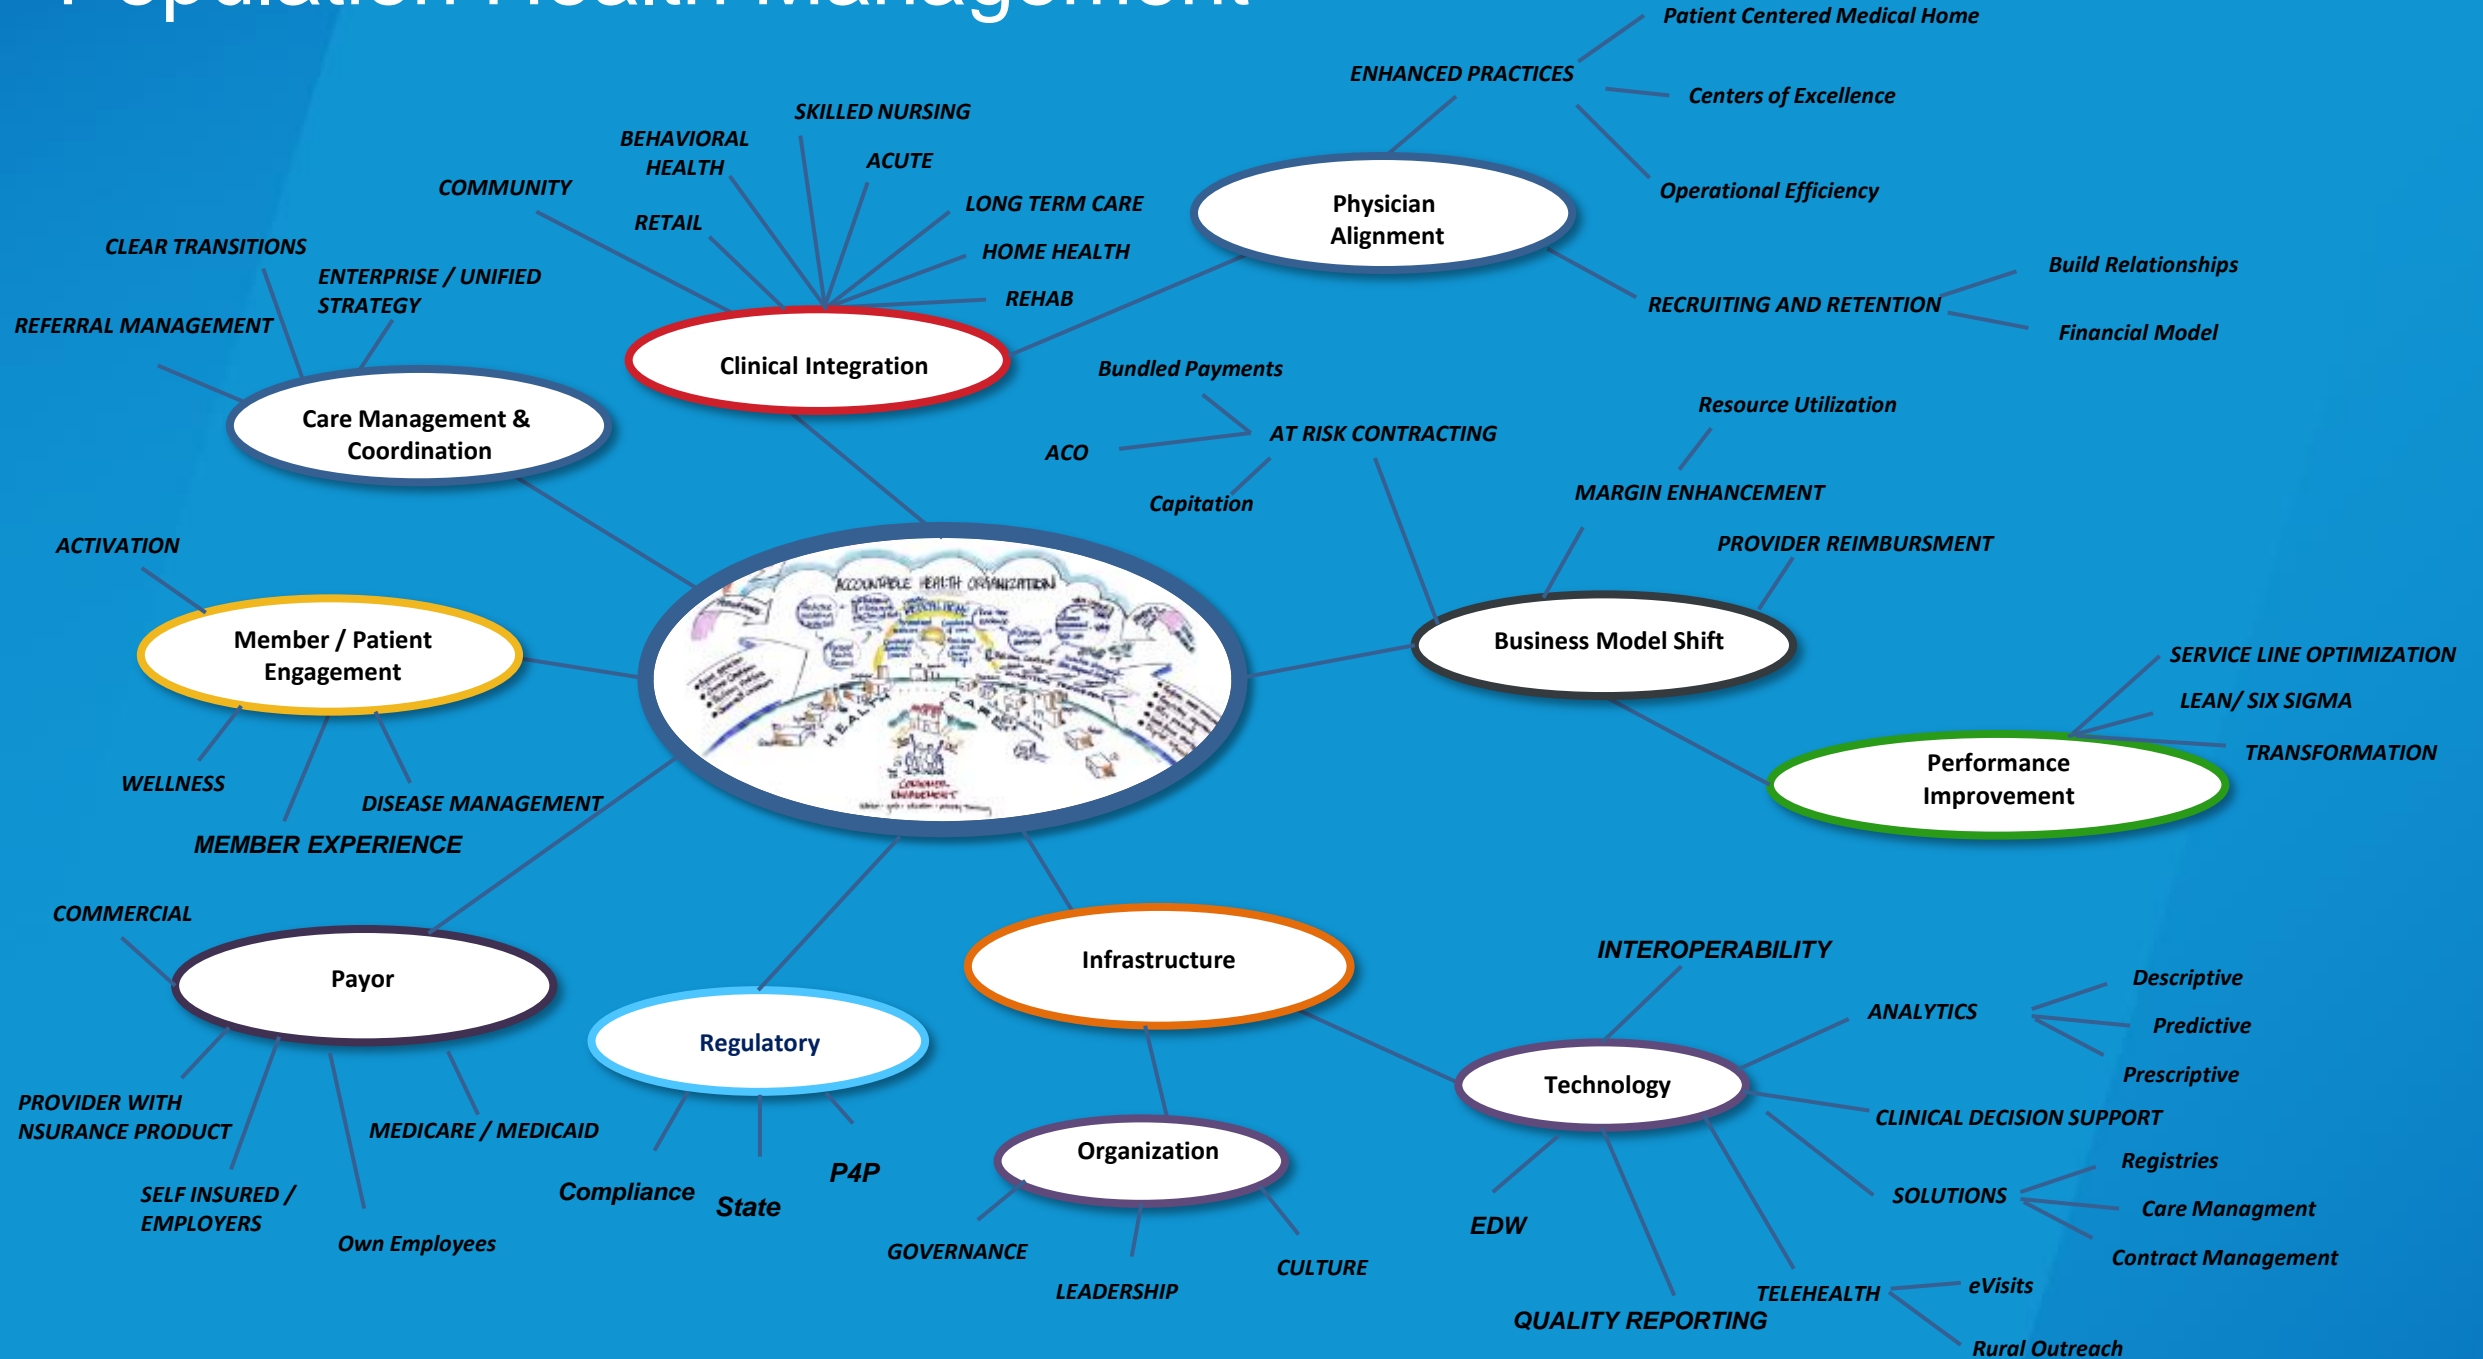 Population Health Management
Patient Centered Medical Home
ENHANCED PRACTICES
Centers of Excellence
Operational Efficiency
Physician
Alignment
Build Relationships
RECRUITING AND RETENTION
Financial Model
SKILLED NURSING
BEHAVIORAL
HEALTH
ACUTE
COMMUNITY
LONG TERM CARE
RETAIL
HOME HEALTH
REHAB
Clinical Integration
CLEAR TRANSITIONS
ENTERPRISE / UNIFIED
STRATEGY
REFERRAL MANAGEMENT
Care Management &
Coordination
Bundled Payments
AT RISK CONTRACTING
ACO
Capitation
Resource Utilization
MARGIN ENHANCEMENT
PROVIDER REIMBURSMENT
Business Model Shift
ACTIVATION
Member / Patient
Engagement
WELLNESS
DISEASE MANAGEMENT
MEMBER EXPERIENCE
ACCOUNTABLE HEALTH ORGANIZATION
HEALTH CARE
CONSUMER
ENGAGEMENT
SERVICE LINE OPTIMIZATION
LEAN/ SIX SIGMA
TRANSFORMATION
Performance
Improvement
COMMERCIAL
Payor
PROVIDER WITH
NSURANCE PRODUCT
MEDICARE / MEDICAID
SELF INSURED /
EMPLOYERS
Own Employees
Regulatory
Compliance
State
P4P
Infrastructure
Organization
GOVERNANCE
LEADERSHIP
CULTURE
INTEROPERABILITY
Technology
ANALYTICS
Descriptive
Predictive
Prescriptive
CLINICAL DECISION SUPPORT
SOLUTIONS
Registries
Care Managment
Contract Management
EDW
QUALITY REPORTING
TELEHEALTH
eVisits
Rural Outreach